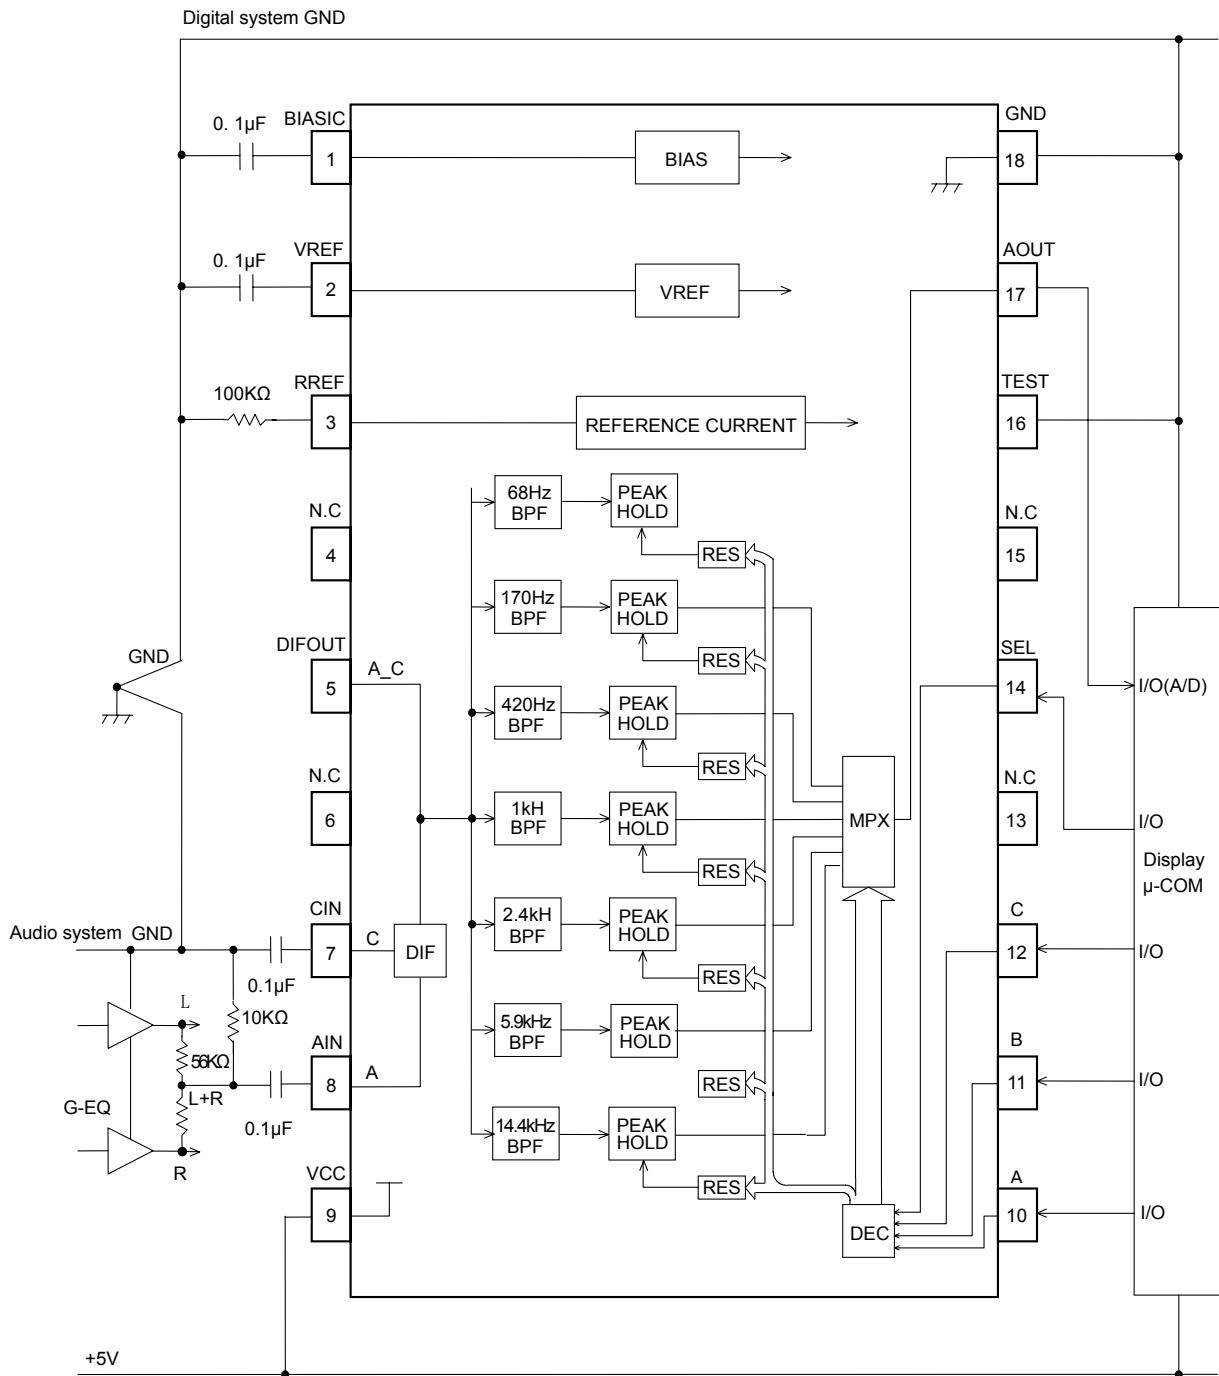 Digital system GND
BIASIC
0. 1µF
1
BIAS
GND
18
VREF
0. 1µF
2
VREF
AOUT
17
RREF
100KΩ
3
REFERENCE CURRENT
TEST
16
68Hz
BPF
PEAK
HOLD
N.C
4
RES
N.C
15
170Hz
BPF
PEAK
HOLD
RES
GND
DIFOUT
5
A_C
SEL
14
I/O(A/D)
420Hz
BPF
PEAK
HOLD
RES
N.C
6
1kH
BPF
PEAK
HOLD
MPX
N.C
13
I/O
Display
µ-COM
RES
CIN
7
C
DIF
2.4kH
BPF
PEAK
HOLD
C
12
I/O
Audio system GND
0.1µF
RES
L
10KΩ
5.9kHz
BPF
PEAK
HOLD
AIN
8
A
B
11
I/O
RES
L+R
G-EQ
0.1µF
14.4kHz
BPF
PEAK
HOLD
R
VCC
9
RES
A
10
I/O
DEC
+5V